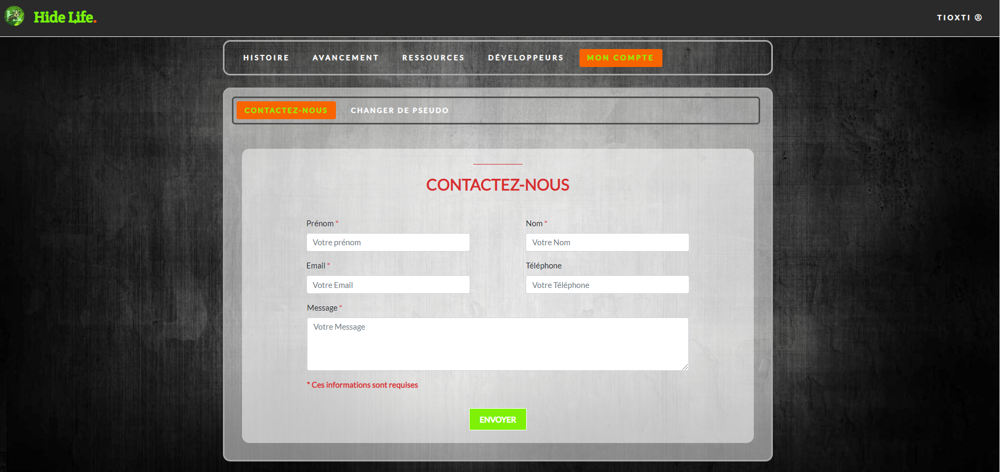 Hide Life.
TIOXTI
HISTOIRE AVANCEMENT RESSOURCES DÉVELOPPEURS MON COMPTE
CONTACTEZ-NOUS CHANGER DE PSEUDO
CONTACTEZ-NOUS
Prénom * Nom *
Votre prénom Votre Nom
Email * Téléphone
Votre Email Votre Téléphone
Message *
Votre Message
* Ces informations sont requises
ENVOYER